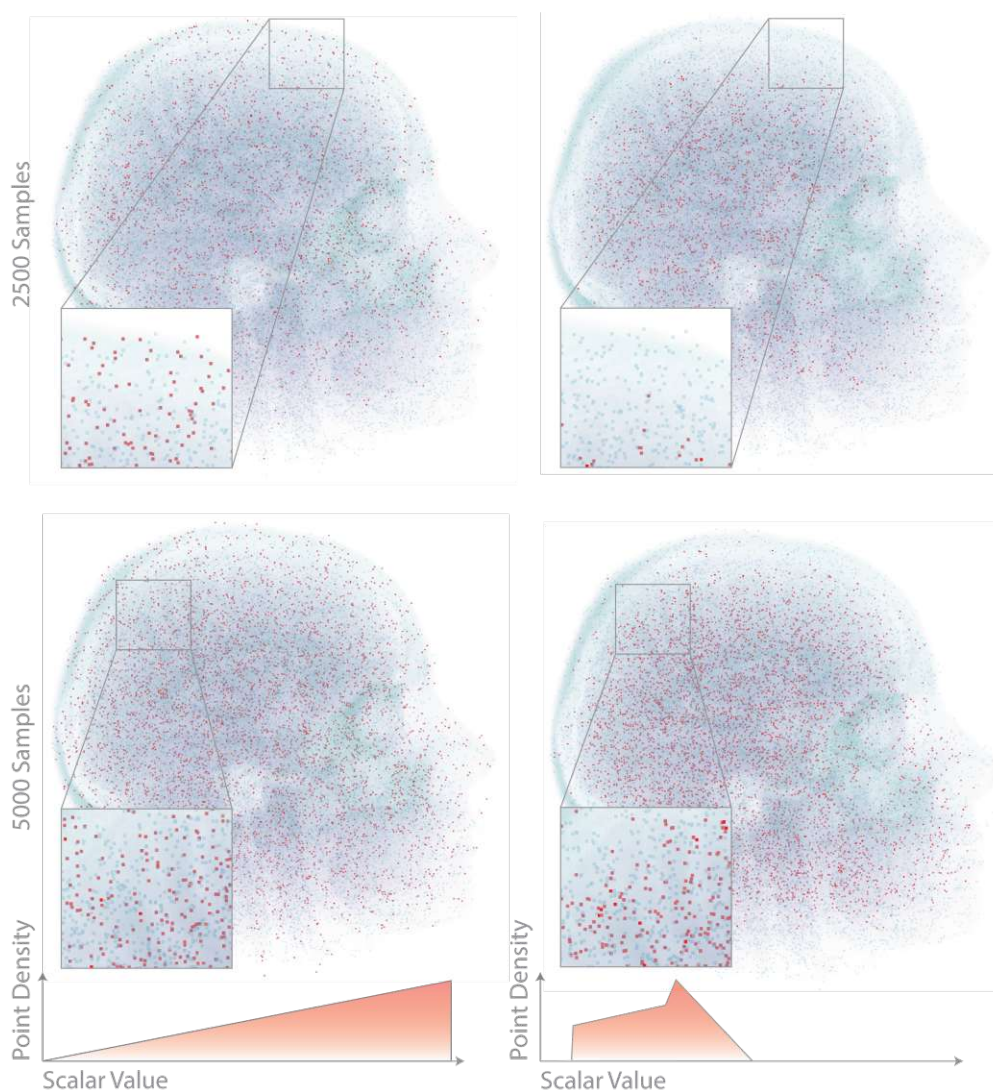 2500 Samples
5000 Samples
Point Density
Scalar Value
Point Density
Scalar Value